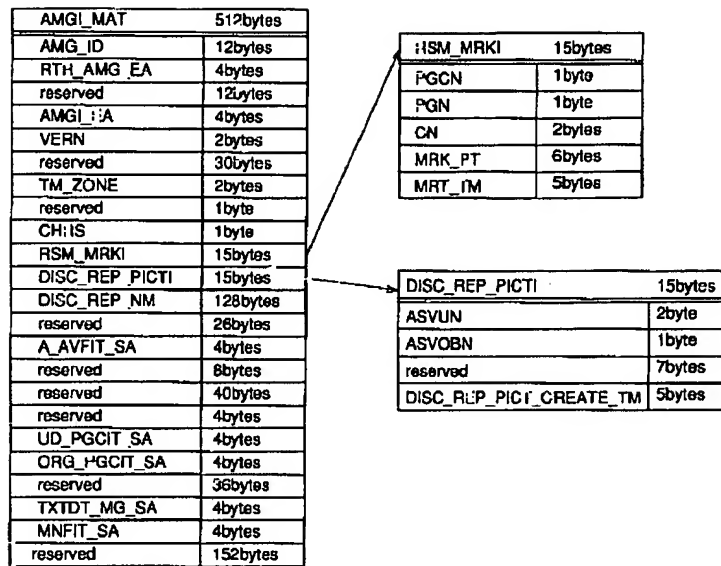 AMGI_MAT 512bytes
AMG_ID 12bytes
RTH_AMG_EA 4bytes
reserved 12bytes
AMGI_EA 4bytes
VERN 2bytes
reserved 30bytes
TM_ZONE 2bytes
reserved 1byte
CHHS 1byte
RSM_MRKI 15bytes
DISC_REP_PICTI 15bytes
DISC_REP_NM 128bytes
reserved 26bytes
A_AVFIT_SA 4bytes
reserved 8bytes
reserved 40bytes
reserved 4bytes
UD_PGCIT_SA 4bytes
ORG_PGCIT_SA 4bytes
reserved 36bytes
TXTDT_MG_SA 4bytes
MNFIT_SA 4bytes
reserved 152bytes
RSM_MRKI 15bytes
PGCN 1byte
PGN 1byte
CN 2bytes
MRK_PT 6bytes
MRT_TM 5bytes
DISC_REP_PICTI 15bytes
ASVUN 2byte
ASVOBN 1byte
reserved 7bytes
DISC_REP_PICT_CREATE_TM 5bytes